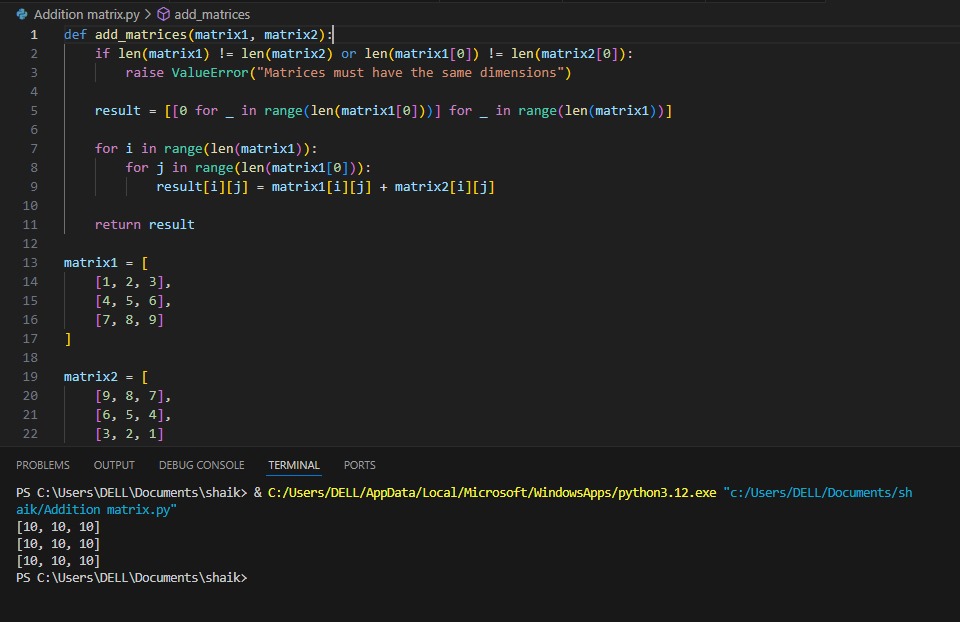 Addition matrix.py > add_matrices
1 def add_matrices(matrix1, matrix2):
2     if len(matrix1) != len(matrix2) or len(matrix1[0]) != len(matrix2[0]):
3         raise ValueError("Matrices must have the same dimensions")
4
5     result = [[0 for _ in range(len(matrix1[0]))] for _ in range(len(matrix1))]
6
7     for i in range(len(matrix1)):
8         for j in range(len(matrix1[0])):
9             result[i][j] = matrix1[i][j] + matrix2[i][j]
10
11     return result
12
13 matrix1 = [
14     [1, 2, 3],
15     [4, 5, 6],
16     [7, 8, 9]
17 ]
18
19 matrix2 = [
20     [9, 8, 7],
21     [6, 5, 4],
22     [3, 2, 1]
PROBLEMS OUTPUT DEBUG CONSOLE TERMINAL PORTS
PS C:\Users\DELL\Documents\shaik> & C:/Users/DELL/AppData/Local/Microsoft/WindowsApps/python3.12.exe "c:/Users/DELL/Documents/sh
aik/Addition matrix.py"
[10, 10, 10]
[10, 10, 10]
[10, 10, 10]
PS C:\Users\DELL\Documents\shaik>